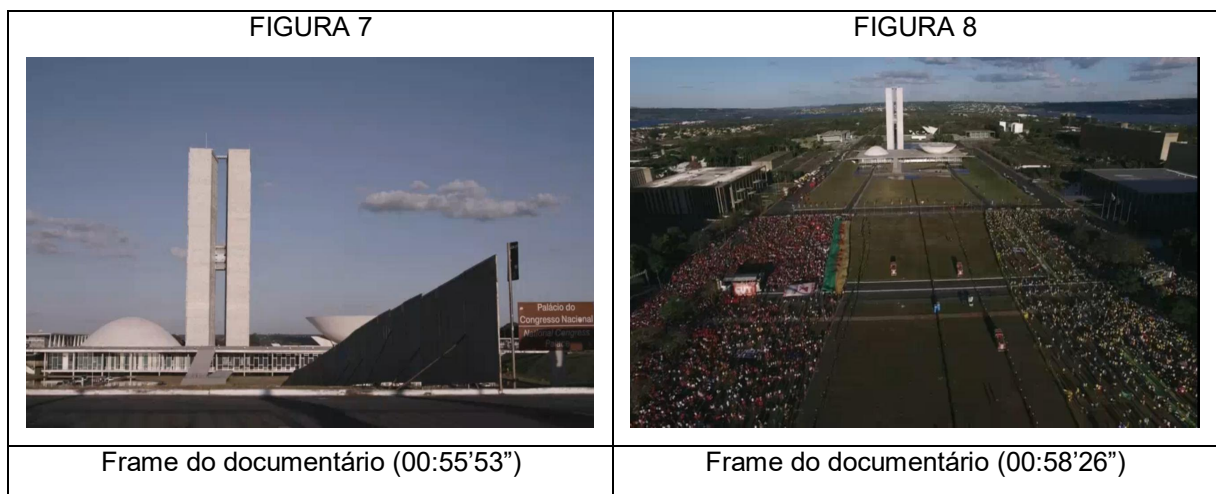 FIGURA 7
FIGURA 8
Palácio do
Congresso Nacional
CUT
Frame do documentário (00:55’53”)
Frame do documentário (00:58’26”)